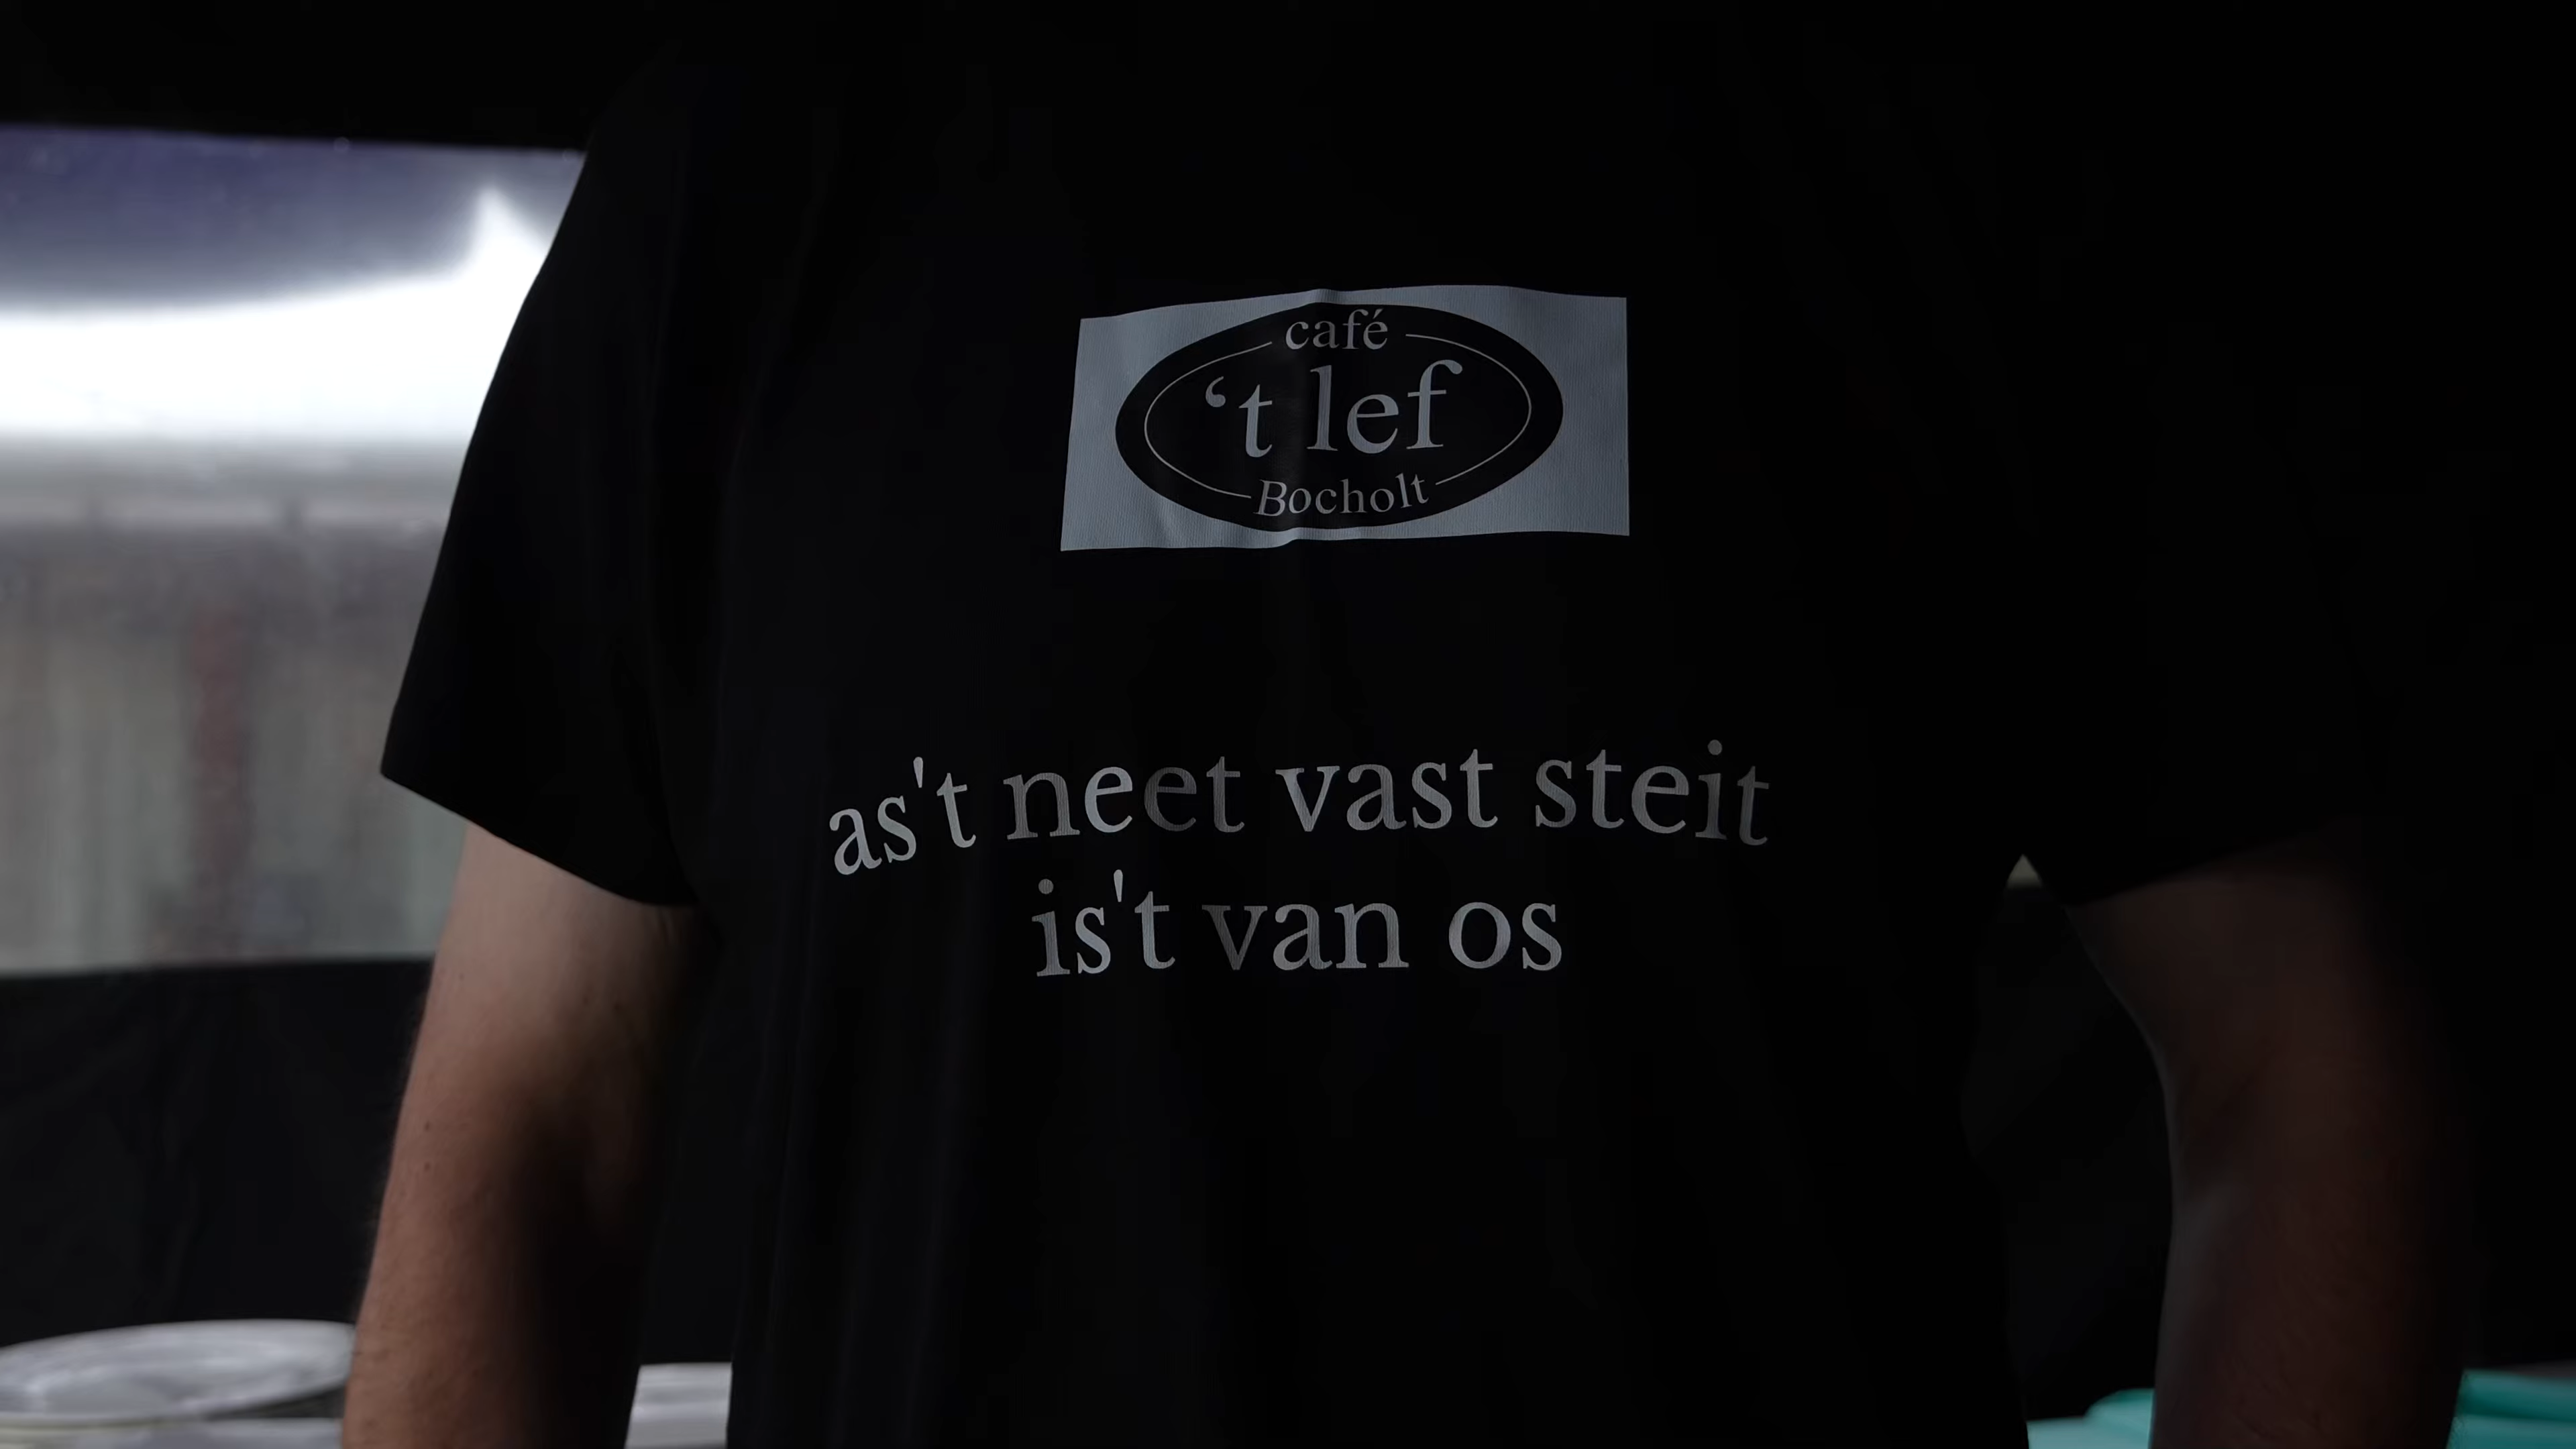 café
‘t lef
Bocholt
as't neet vast steit
is't van os